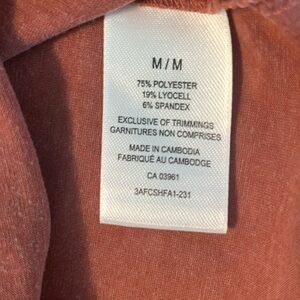 M / M
75% POLYESTER
19% LYOCELL
6% SPANDEX
EXCLUSIVE OF TRIMMINGS
GARNITURES NON COMPRISES
MADE IN CAMBODIA
FABRIQUÉ AU CAMBODGE
CA 03961
3AFCSHFA1-231